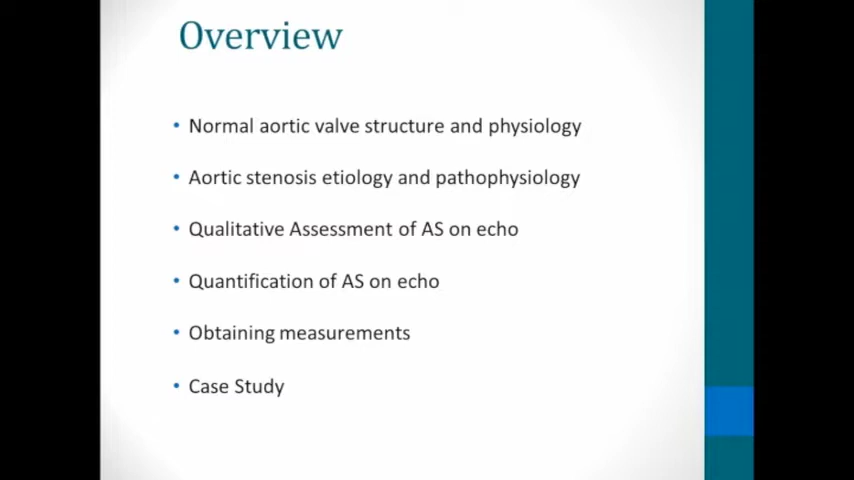 Overview
• Normal aortic valve structure and physiology
• Aortic stenosis etiology and pathophysiology
• Qualitative Assessment of AS on echo
• Quantification of AS on echo
• Obtaining measurements
• Case Study